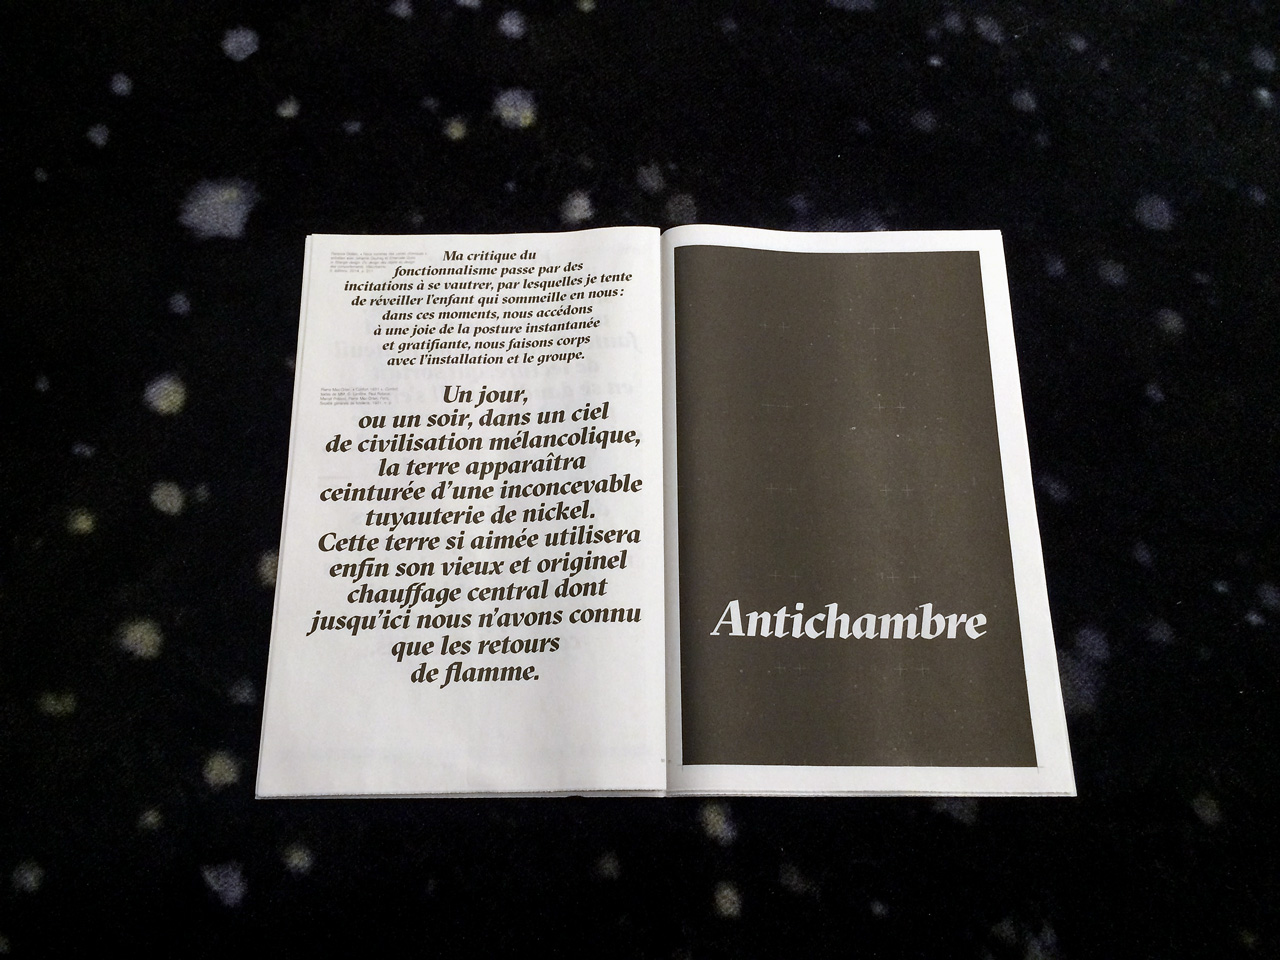 Ma critique du
fonctionnalisme passe par des
incitations à se vautrer, par lesquelles je tente
de réveiller l'enfant qui sommeille en nous :
dans ces moments, nous accédons
à une joie de la posture instantanée
et gratifiante, nous faisons corps
avec l'installation et le groupe.
Un jour,
ou un soir, dans un ciel
de civilisation mélancolique,
la terre apparaîtra
ceinturée d'une inconcevable
tuyauterie de nickel.
Cette terre si aimée utilisera
enfin son vieux et originel
chauffage central dont
jusqu'ici nous n'avons connu
que les retours
de flamme.
Antichambre